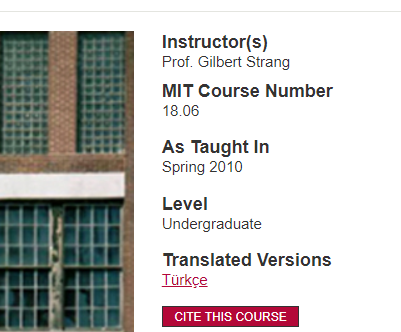 Instructor(s)
Prof. Gilbert Strang
MIT Course Number
18.06
As Taught In
Spring 2010
Level
Undergraduate
Translated Versions
Türkçe
CITE THIS COURSE